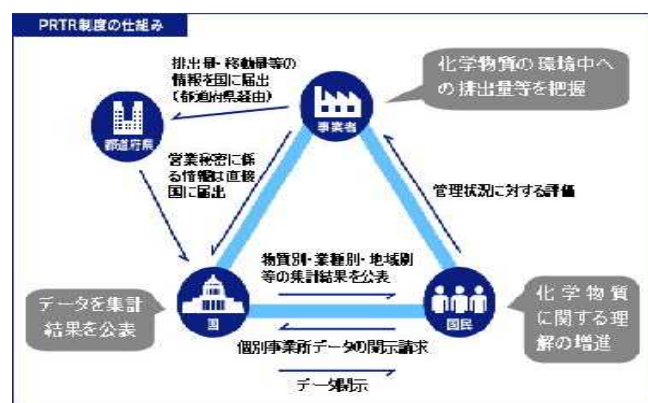 PRTR制度の仕組み
排出量・移動量等の
情報を国に届出
(都道府県経由)
化学物質の環境中へ
の排出量等を把握
事業者
都道府県
営業秘密に係
る情報は直接
国に届出
管理状況に対する評価
物質別・業種別・地域別
等の集計結果を公表
データを集計
結果を公表
国
国民
化学物質
に関する理
解の増進
個別事業所データの開示請求
データ開示